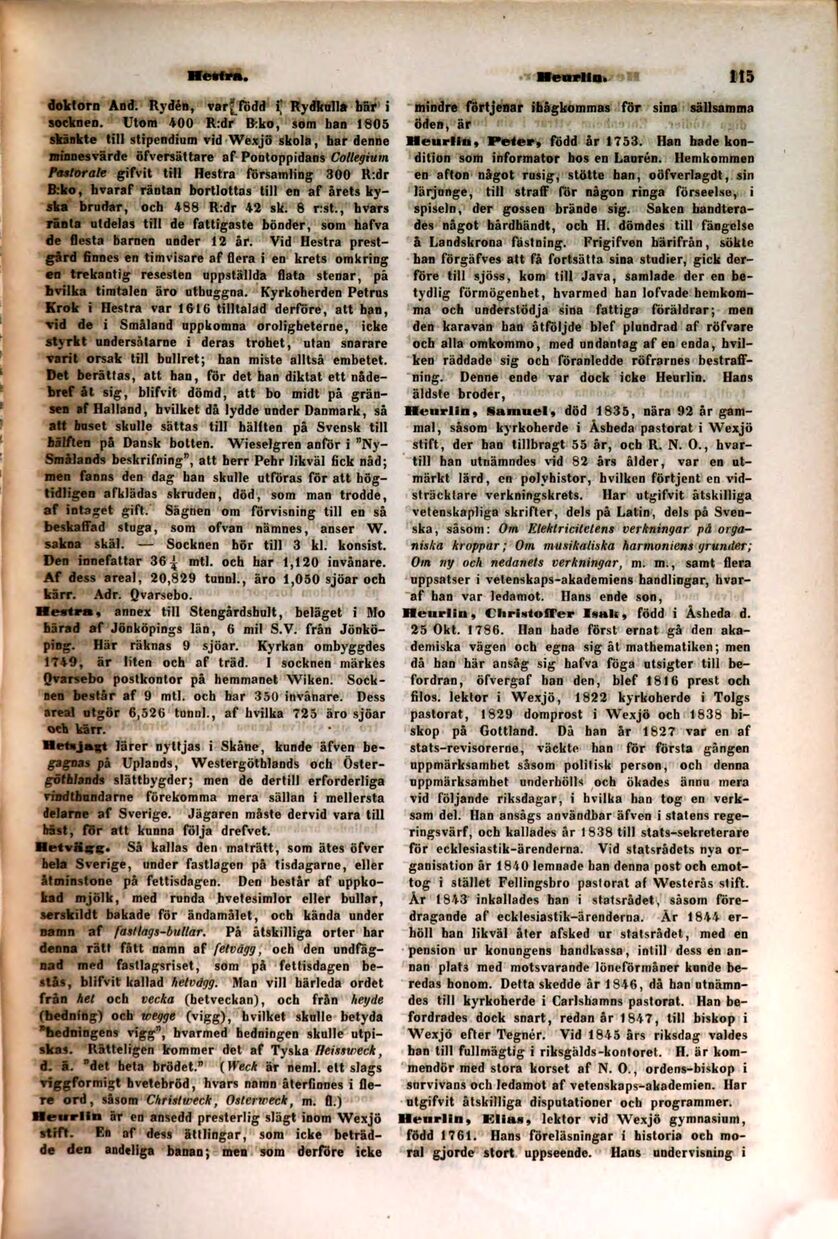 Hestra.
Heurlin.
115
doktorn And. Rydén, var född i Rydkulla här i
socknen. Utom 400 R:dr B:ko, som han 1805
skänkte till stipendium vid Wexjö skola, har denne
minnesvärde öfversättare af Pontoppidans Collegium
Pastorale gifvit till Hestra församling 300 R:dr
B:ko, hvaraf räntan bortlottas till en af årets ky-
ska brudar, och 488 R:dr 42 sk. 8 r:st., hvars
ränta utdelas till de fattigaste bönder, som hafva
de flesta barnen under 12 år. Vid Hestra prest-
gård finnes en timvisare af flera i en krets omkring
en trekantig resesten uppställda flata stenar, på
hvilka timtalen äro uthuggna. Kyrkoherden Petrus
Krok i Hestra var 1616 tilltalad derföre, att han,
vid de i Småland uppkomna oroligheterne, icke
styrkt undersåtarne i deras trohet, utan snarare
varit orsak till bullret; han miste alltså embetet.
Det berättas, att han, för det han diktat ett nåde-
bref åt sig, blifvit dömd, att bo midt på grän-
sen af Halland, hvilket då lydde under Danmark, så
att huset skulle sättas till hälften på Svensk till
hälften på Dansk botten. Wieselgren anför i "Ny-
Smålands beskrifning", att herr Pehr likväl fick nåd;
men fanns den dag han skulle utföras för att hög-
tidligen afklädas skruden, död, som man trodde,
af intaget gift. Sägnen om förvisning till en så
beskaffad stuga, som ofvan nämnes, anser W.
sakna skäl. — Socknen hör till 3 kl. konsist.
Den innefattar 36¼ mtl. och har 1,120 invånare.
Af dess areal, 20,829 tunnl., äro 1,050 sjöar och
kärr. Adr. Qvarsebo.
Hestra, annex till Stengårdshult, beläget i Mo
härad af Jönköpings län, 6 mil S.V. från Jönkö-
ping. Här räknas 9 sjöar. Kyrkan ombyggdes
1749, är liten och af träd. I socknen märkes
Qvarsebo postkontor på hemmanet Wiken. Sock-
nen består af 9 mtl. och har 350 invånare. Dess
areal utgör 6,526 tunnl., af hvilka 725 äro sjöar
och kärr.
Hetsjagt lärer nyttjas i Skåne, kunde äfven be-
gagnas på Uplands, Westergöthlands och Öster-
göthlands slättbygder; men de dertill erforderliga
vindthundarne förekomma mera sällan i mellersta
delarne af Sverige. Jägaren måste dervid vara till
häst, för att kunna följa drefvet.
Hetvägg. Så kallas den maträtt, som ätes öfver
hela Sverige, under fastlagen på tisdagarne, eller
åtminstone på fettisdagen. Den består af uppko-
kad mjölk, med runda hvetesimlor eller bullar,
serskildt bakade för ändamålet, och kända under
namn af fastlags-bullar. På åtskilliga orter har
denna rätt fått namn af fetvägg, och den undfäg-
nad med fastlagsriset, som på fettisdagen be-
stås, blifvit kallad hetvägg. Man vill härleda ordet
från het och vecka (hetveckan), och från heyde
(hedning) och wegge (vigg), hvilket skulle betyda
"hedningens vigg", hvarmed hedningen skulle utpi-
skas. Rätteligen kommer det af Tyska Heissweck,
d. ä. "det heta brödet." (Weck är neml. ett slags
viggformigt hvetebröd, hvars namn återfinnes i fle-
re ord, såsom Christweck, Osterweck, m. fl.)
Heurlin är en ansedd presterlig slägt inom Wexjö
stift. En af dess ättlingar, som icke beträd-
de den andeliga banan; men som derföre icke
mindre förtjenar ihågkommas för sina sällsamma
öden, är
Heurlin, Peter, född år 1753. Han hade kon-
dition som informator hos en Laurén. Hemkommen
en afton något rusig, stötte han, oöfverlagdt, sin
lärjunge, till straff för någon ringa förseelse, i
spiseln, der gossen brände sig. Saken handtera-
des något hårdhändt, och H. dömdes till fängelse
å Landskrona fästning. Frigifven härifrån, sökte
han förgäfves att få fortsätta sina studier, gick der-
före till sjöss, kom till Java, samlade der en be-
tydlig förmögenhet, hvarmed han lofvade hemkom-
ma och understödja sina fattiga föräldrar; men
den karavan han åtföljde blef plundrad af röfvare
och alla omkommo, med undantag af en enda, hvil-
ken räddade sig och föranledde röfrarnes bestraff-
ning. Denne ende var dock icke Heurlin. Hans
äldste broder,
Heurlin, Samuel, död 1835, nära 92 år gam-
mal, såsom kyrkoherde i Åsheda pastorat i Wexjö
stift, der han tillbragt 55 år, och R. N. O., hvar-
till han utnämndes vid 82 års ålder, var en ut-
märkt lärd, en polyhistor, hvilken förtjent en vid-
sträcktare verkningskrets. Har utgifvit åtskilliga
vetenskapliga skrifter, dels på Latin, dels på Sven-
ska, såsom: Om Elektricitetens verkningar på orga-
niska kroppar; Om musikaliska harmoniens grunder;
Om ny och nedanets verkningar, m. m., samt flera
uppsatser i vetenskaps-akademiens handlingar, hvar-
af han var ledamot. Hans ende son,
Heurlin, Christoffer Isak, född i Åsheda d.
25 Okt. 1786. Han hade först ernat gå den aka-
demiska vägen och egna sig åt mathematiken; men
då han här ansåg sig hafva föga utsigter till be-
fordran, öfvergaf han den, blef 1816 prest och
filos. lektor i Wexjö, 1822 kyrkoherde i Tolgs
pastorat, 1829 domprost i Wexjö och 1838 bi-
skop på Gottland. Då han år 1827 var en af
stats-revisorerne, väckte han för första gången
uppmärksamhet såsom politisk person, och denna
uppmärksamhet underhölls och ökades ännu mera
vid följande riksdagar, i hvilka han tog en verk-
sam del. Han ansågs användbar äfven i statens rege-
ringsvärf, och kallades år 1838 till stats-sekreterare
för ecklesiastik-ärenderna. Vid statsrådets nya or-
ganisation år 1840 lemnade han denna post och emot-
tog i stället Fellingsbro pastorat af Westerås stift.
År 1843 inkallades han i statsrådet, såsom före-
dragande af ecklesiastik-ärenderna. År 1844 er-
höll han likväl åter afsked ur statsrådet, med en
pension ur konungens handkassa, intill dess en an-
nan plats med motsvarande löneförmåner kunde be-
redas honom. Detta skedde år 1846, då han utnämn-
des till kyrkoherde i Carlshamns pastorat. Han be-
fordrades dock snart, redan år 1847, till biskop i
Wexjö efter Tegnér. Vid 1845 års riksdag valdes
han till fullmägtig i riksgälds-kontoret. H. är kom-
mendör med stora korset af N. O., ordens-biskop i
survivans och ledamot af vetenskaps-akademien. Har
utgifvit åtskilliga disputationer och programmer.
Heurlin, Elias, lektor vid Wexjö gymnasium,
född 1761. Hans föreläsningar i historia och mo-
ral gjorde stort uppseende. Hans undervisning i